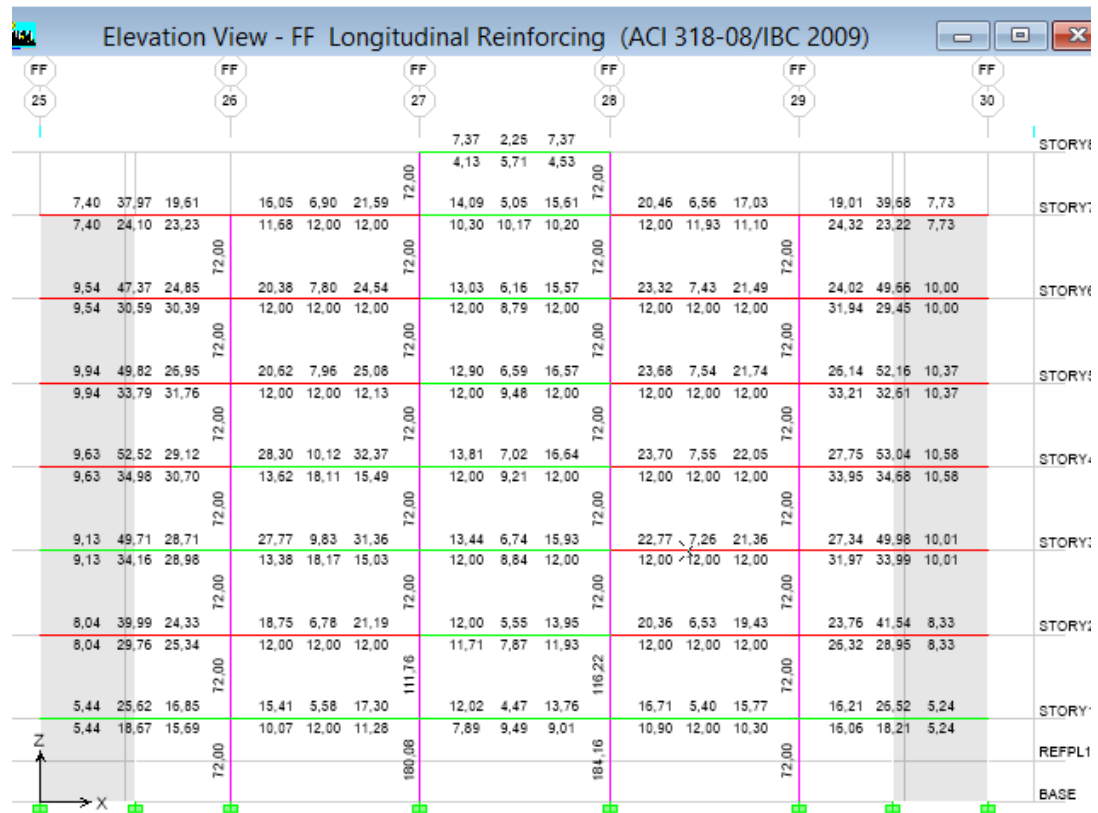 Elevation View - FF Longitudinal Reinforcing (ACI 318-08/IBC 2009)
FF FF FF FF FF FF
25 26 27 28 29 30
7,37 2,25 7,37
STORY8
4,13 5,71 4,53
72,00 72,00
7,40 37,97 19,61 16,05 6,90 21,59 14,09 5,05 15,61 20,46 6,56 17,03 19,01 39,68 7,73
STORY7
7,40 24,10 23,23 11,68 12,00 12,00 10,30 10,17 10,20 12,00 11,93 11,10 24,32 23,22 7,73
72,00 72,00 72,00 72,00
9,54 47,37 24,85 20,38 7,80 24,54 13,03 6,16 15,57 23,32 7,43 21,49 24,02 49,66 10,00
STORY6
9,54 30,59 30,39 12,00 12,00 12,00 12,00 8,79 12,00 12,00 12,00 12,00 31,94 29,45 10,00
72,00 72,00 72,00 72,00
9,94 49,82 26,95 20,62 7,96 25,08 12,90 6,59 16,57 23,68 7,54 21,74 26,14 52,16 10,37
STORY5
9,94 33,79 31,76 12,00 12,00 12,13 12,00 9,48 12,00 12,00 12,00 12,00 33,21 32,61 10,37
72,00 72,00 72,00 72,00
9,63 52,52 29,12 28,30 10,12 32,37 13,81 7,02 16,64 23,70 7,55 22,05 27,75 53,04 10,58
STORY4
9,63 34,98 30,70 13,62 18,11 15,49 12,00 9,21 12,00 12,00 12,00 12,00 33,95 34,68 10,58
72,00 72,00 72,00 72,00
9,13 49,71 28,71 27,77 9,83 31,36 13,44 6,74 15,93 22,77 7,26 21,36 27,34 49,98 10,01
STORY3
9,13 34,16 28,98 13,38 18,17 15,03 12,00 8,84 12,00 12,00 12,00 12,00 31,97 33,99 10,01
72,00 72,00 72,00 72,00
8,04 39,99 24,33 18,75 6,78 21,19 12,00 5,55 13,95 20,36 6,53 19,43 23,76 41,54 8,33
STORY2
8,04 29,76 25,34 12,00 12,00 12,00 11,71 7,87 11,93 12,00 12,00 12,00 26,32 28,95 8,33
72,00 111,76 116,22 72,00
5,44 25,62 16,85 15,41 5,58 17,30 12,02 4,47 13,76 16,71 5,40 15,77 16,21 26,52 5,24
STORY1
5,44 18,67 15,69 10,07 12,00 11,28 7,89 9,49 9,01 10,90 12,00 10,30 16,06 18,21 5,24
Z
72,00 180,08 184,16 72,00
REFPL1
X
BASE